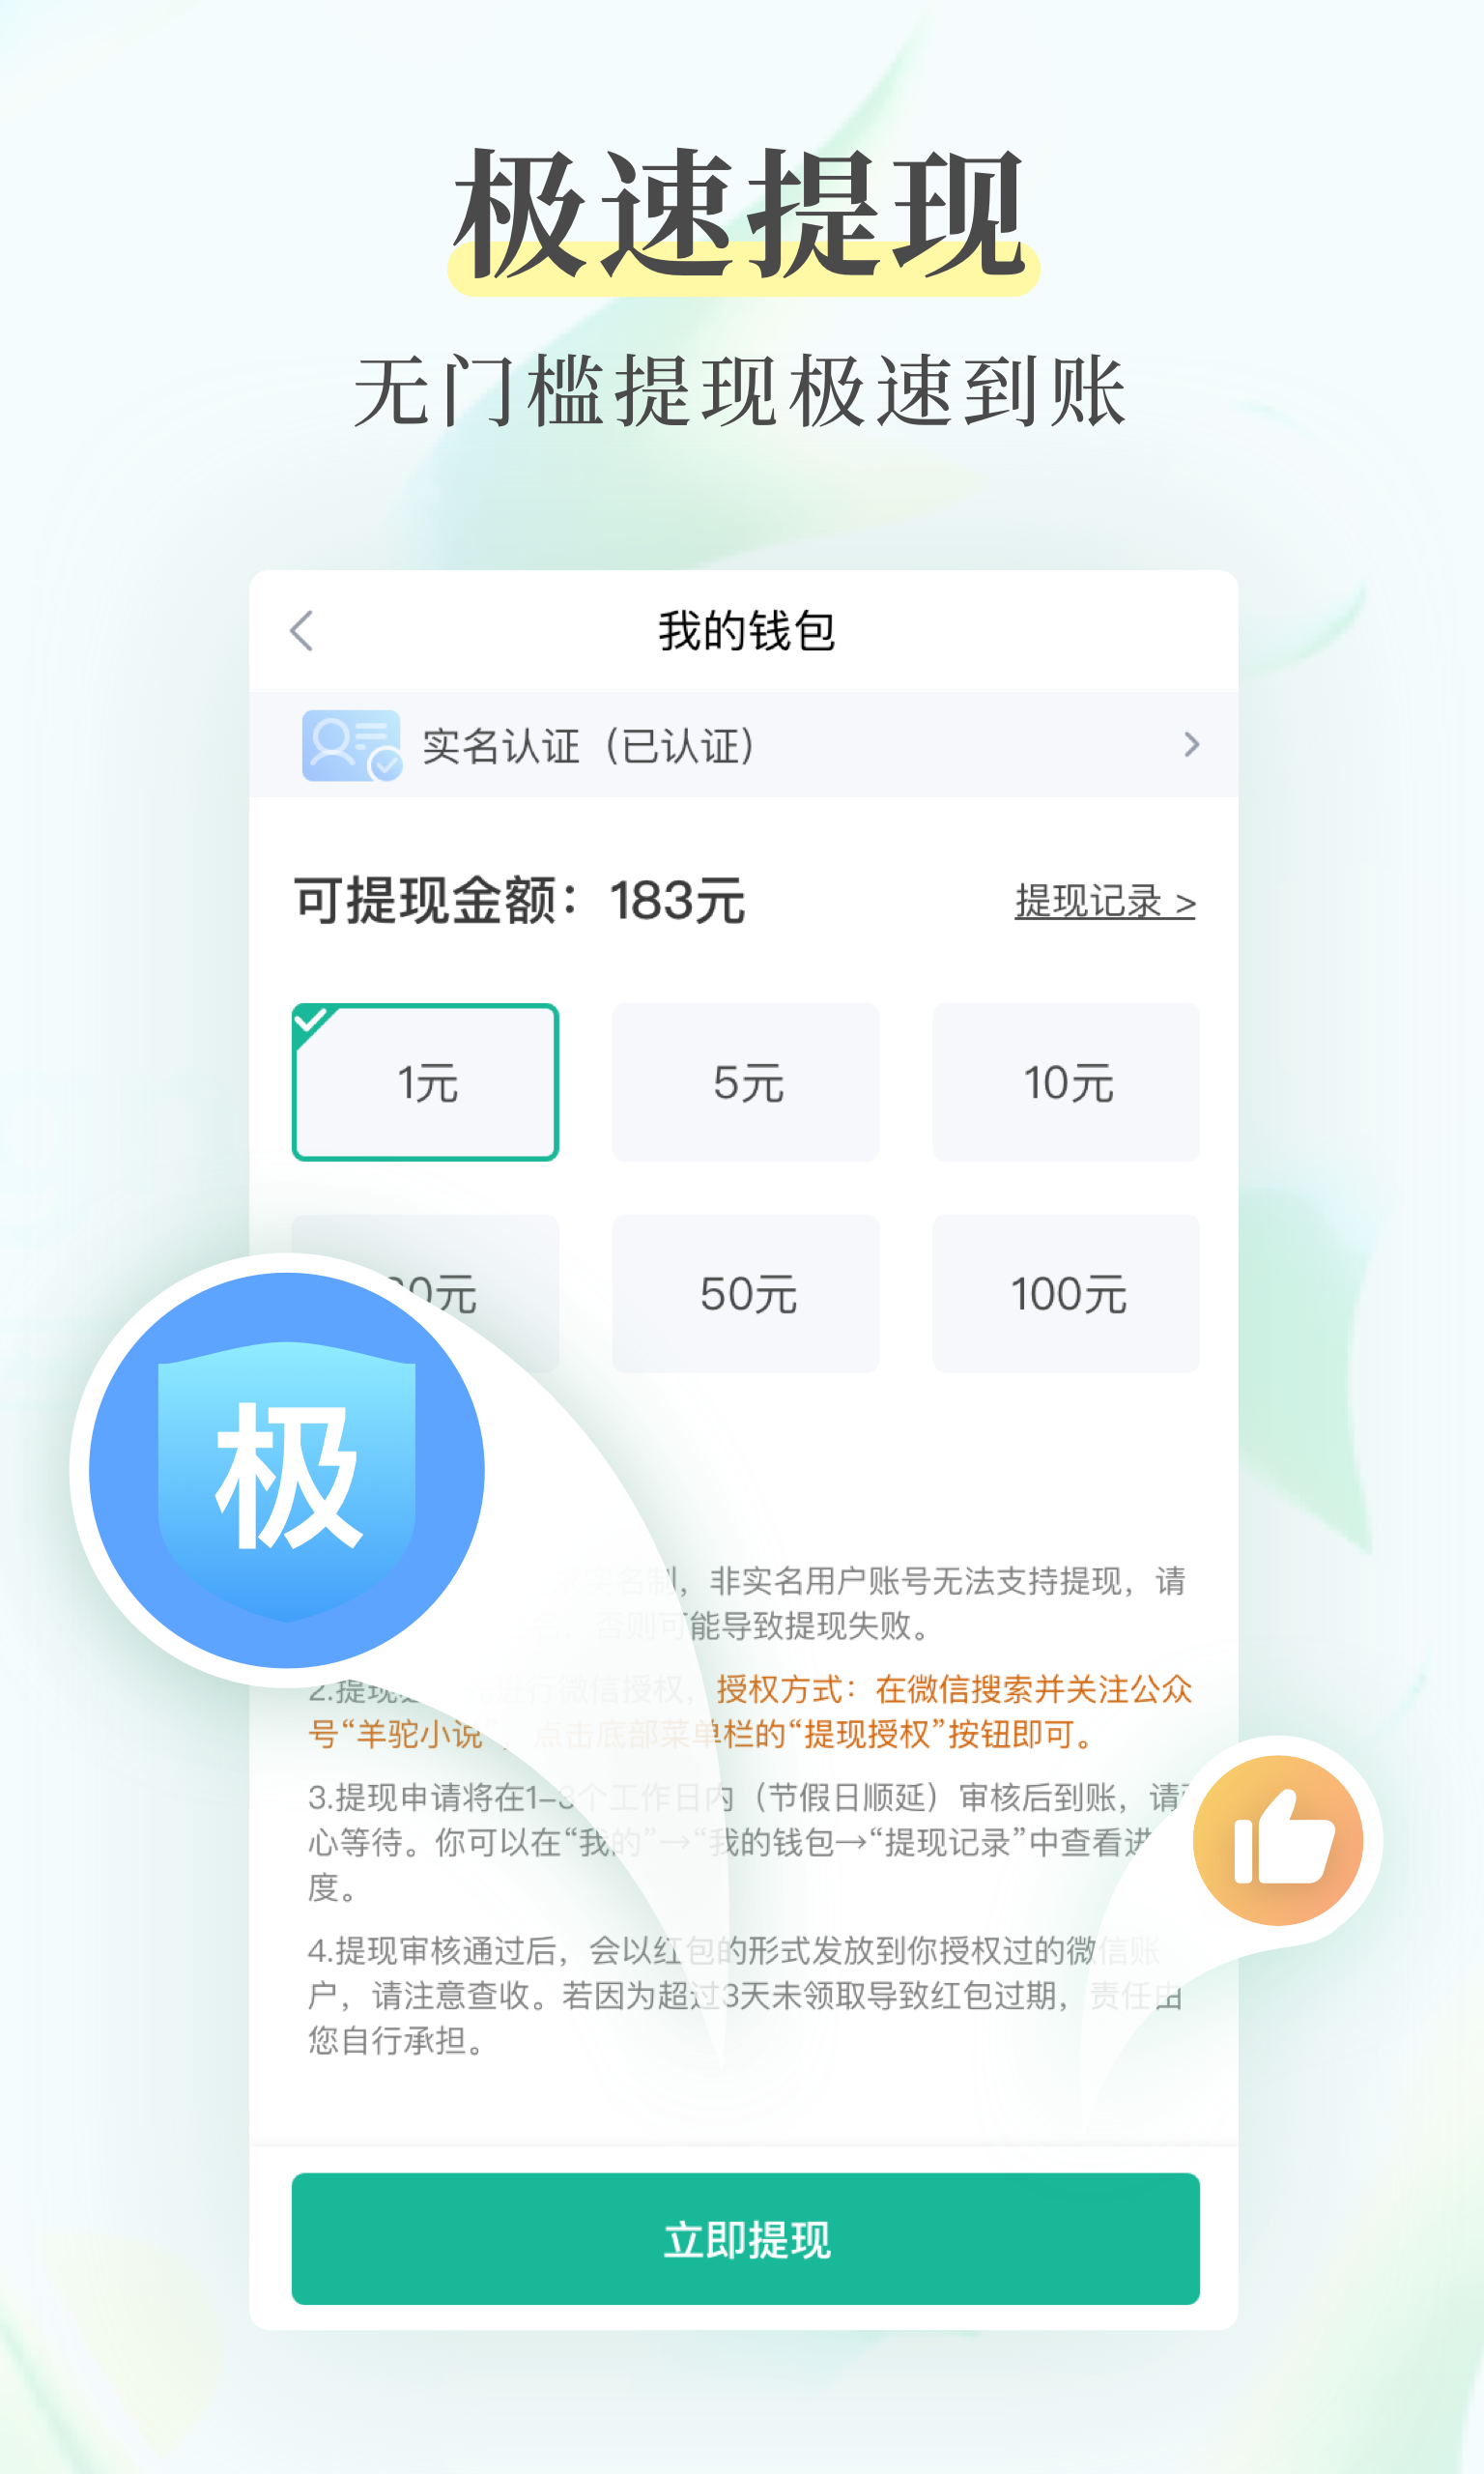 极速提现
无门槛提现极速到账
我的钱包
实名认证（已认证）
可提现金额：183元
提现记录 >
1元
5元
10元
0元
50元
100元
极
实名制，非实名用户账号无法支持提现，请
否则可能导致提现失败。
2.提现 进行微信授权，授权方式：在微信搜索并关注公众
号“羊驼小说”，点击底部菜单栏的“提现授权”按钮即可。
3.提现申请将在1-3个工作日内（节假日顺延）审核后到账，请
心等待。你可以在“我的”→“我的钱包→“提现记录”中查看进
度。
4.提现审核通过后，会以红包的形式发放到你授权过的微信账
户，请注意查收。若因为超过3天未领取导致红包过期，责任由
您自行承担。
立即提现